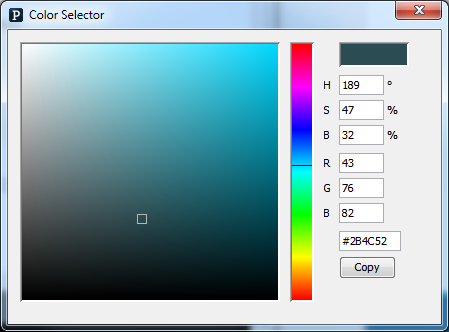 P Color Selector
H 189 °
S 47 %
B 32 %
R 43
G 76
B 82
#2B4C52
Copy